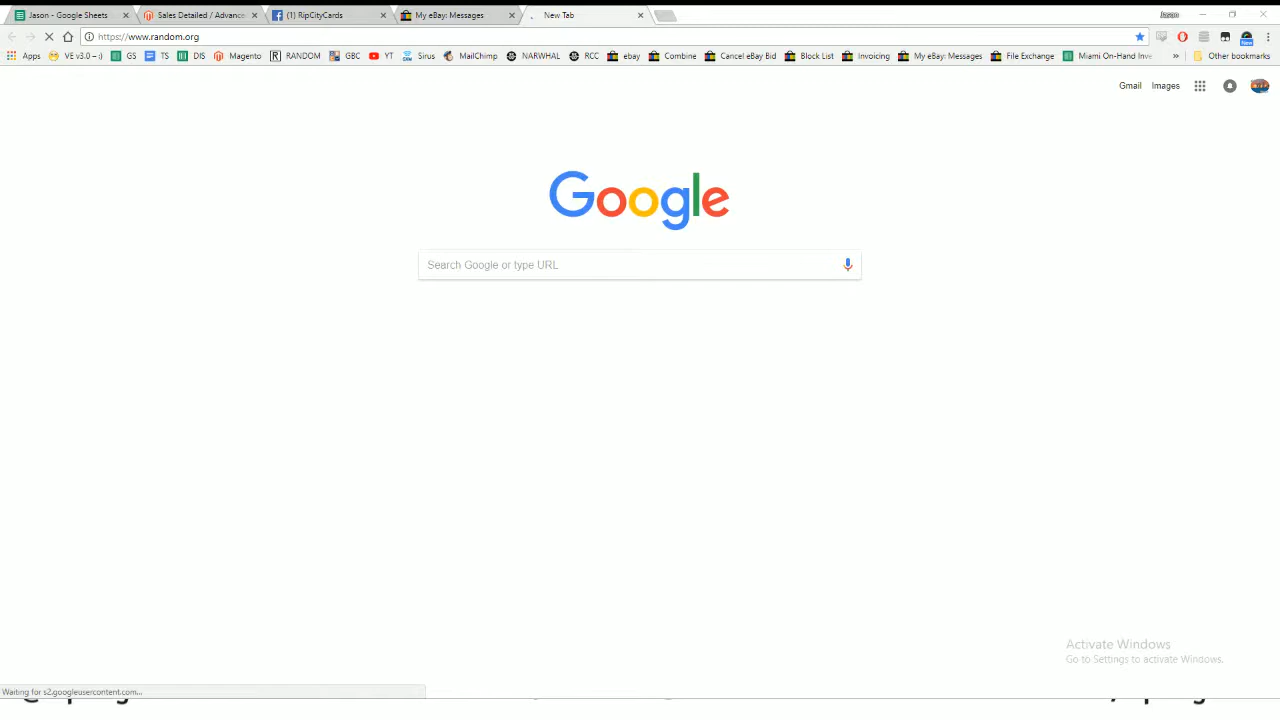 Jason - Google Sheets
Sales Detailed / Advance
(1) RipCityCards
My eBay: Messages
New Tab
Jason
https://www.random.org
Apps VE v3.0 – :) GS TS DIS Magento RANDOM GBC YT Sirus MailChimp NARWHAL RCC ebay Combine Cancel eBay Bid Block List Invoicing My eBay: Messages File Exchange Miami On-Hand Inve » Other bookmarks
Gmail Images
Google
Search Google or type URL
Activate Windows
Go to Settings to activate Windows.
Waiting for s2.googleusercontent.com...